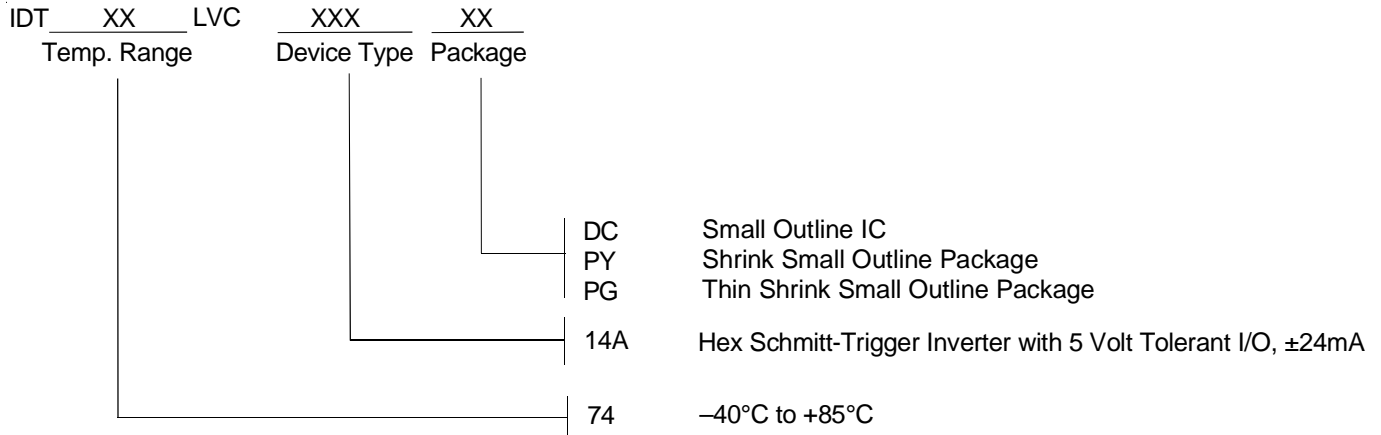 IDT XX LVC XXX XX
Temp. Range Device Type Package
DC Small Outline IC
PY Shrink Small Outline Package
PG Thin Shrink Small Outline Package
14A Hex Schmitt-Trigger Inverter with 5 Volt Tolerant I/O, ±24mA
74 –40°C to +85°C